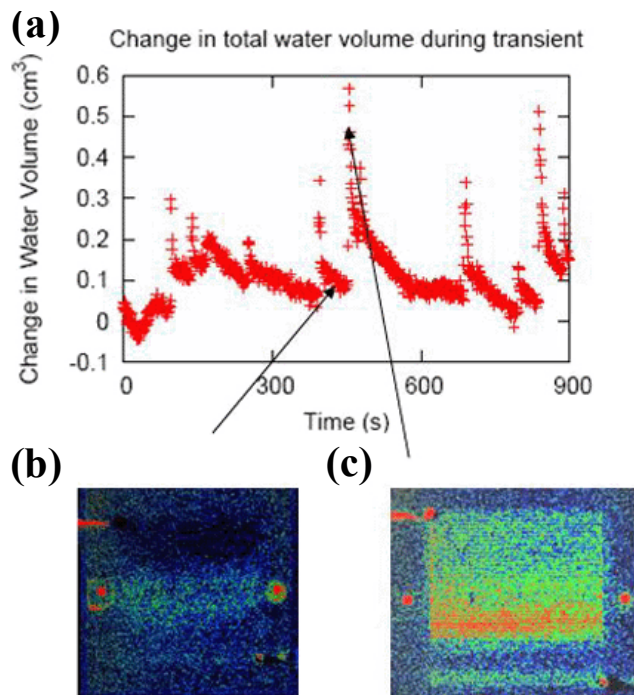 (a)
Change in total water volume during transient
Change in Water Volume (cm³)
0.6
0.5
0.4
0.3
0.2
0.1
0
-0.1
0 300 600 900
Time (s)
(b) (c)